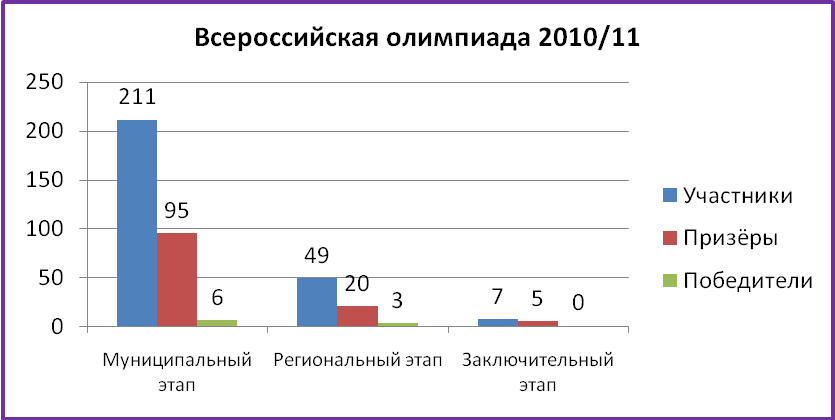 Всероссийская олимпиада 2010/11
250
200
150
100
50
0
211
95
6
49
20
3
7
5
0
Муниципальный
этап
Региональный этап
Заключительный
этап
Участники
Призёры
Победители